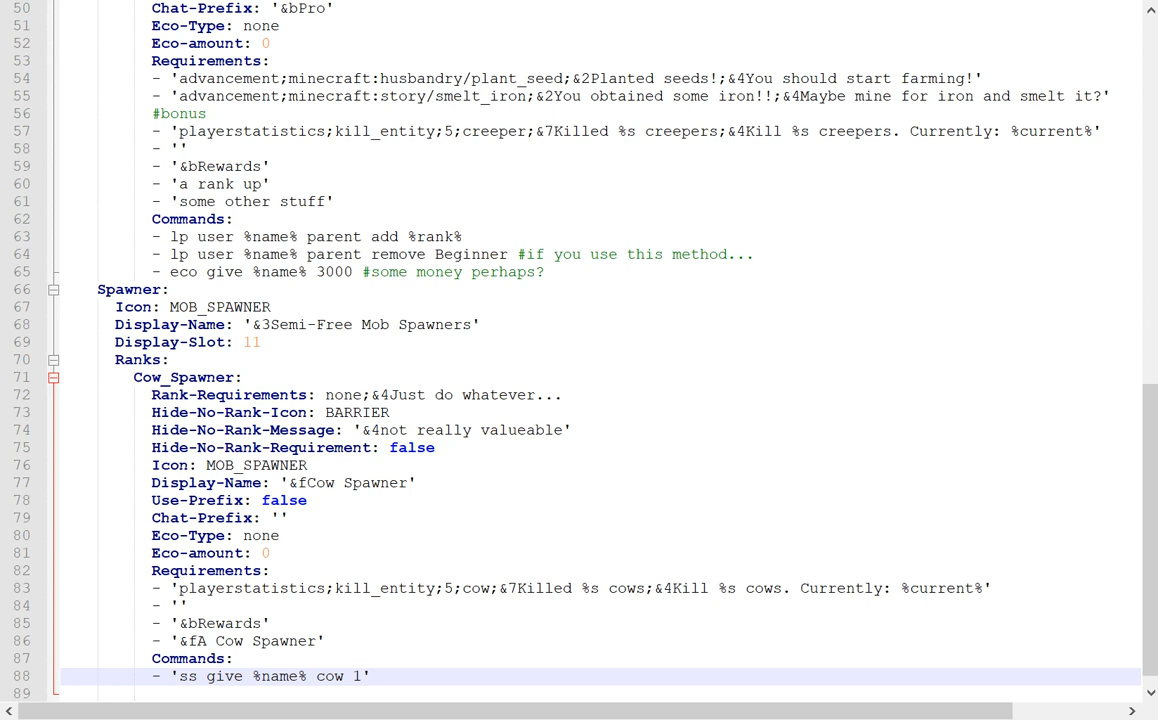 50 Chat-Prefix: '&bPro'
51 Eco-Type: none
52 Eco-amount: 0
53 Requirements:
54 - 'advancement;minecraft:husbandry/plant_seed;&2Planted seeds!;&4You should start farming!'
55 - 'advancement;minecraft:story/smelt_iron;&2You obtained some iron!!;&4Maybe mine for iron and smelt it?'
56 #bonus
57 - 'playerstatistics;kill_entity;5;creeper;&7Killed %s creepers;&4Kill %s creepers. Currently: %current%'
58 - ''
59 - '&bRewards'
60 - 'a rank up'
61 - 'some other stuff'
62 Commands:
63 - lp user %name% parent add %rank%
64 - lp user %name% parent remove Beginner #if you use this method...
65 - eco give %name% 3000 #some money perhaps?
66 Spawner:
67 Icon: MOB_SPAWNER
68 Display-Name: '&3Semi-Free Mob Spawners'
69 Display-Slot: 11
70 Ranks:
71 Cow_Spawner:
72 Rank-Requirements: none;&4Just do whatever...
73 Hide-No-Rank-Icon: BARRIER
74 Hide-No-Rank-Message: '&4not really valueable'
75 Hide-No-Rank-Requirement: false
76 Icon: MOB_SPAWNER
77 Display-Name: '&fCow Spawner'
78 Use-Prefix: false
79 Chat-Prefix: ''
80 Eco-Type: none
81 Eco-amount: 0
82 Requirements:
83 - 'playerstatistics;kill_entity;5;cow;&7Killed %s cows;&4Kill %s cows. Currently: %current%'
84 - ''
85 - '&bRewards'
86 - '&fA Cow Spawner'
87 Commands:
88 - 'ss give %name% cow 1'
89